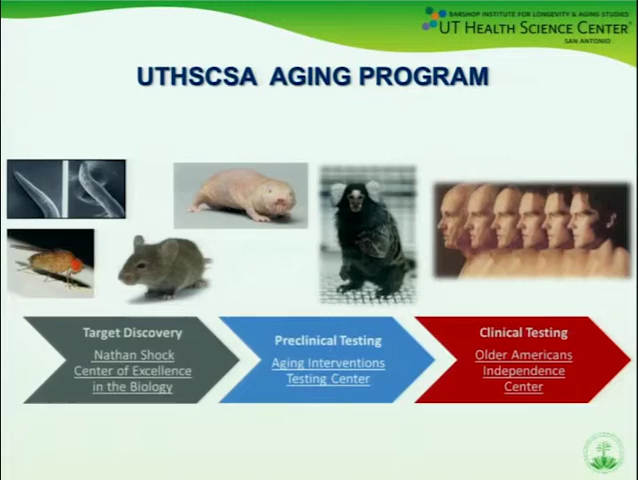 BARSHOP INSTITUTE FOR LONGEVITY & AGING STUDIES
UT HEALTH SCIENCE CENTER
SAN ANTONIO
UTHSCSA AGING PROGRAM
Target Discovery
Nathan Shock
Center of Excellence
in the Biology
Preclinical Testing
Aging Interventions
Testing Center
Clinical Testing
Older Americans
Independence
Center